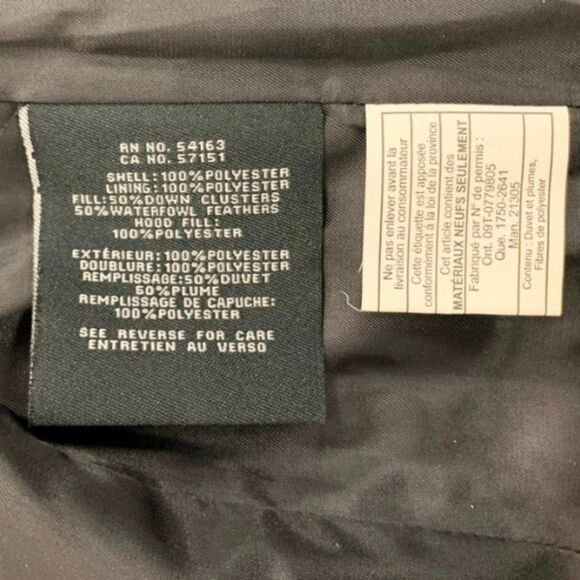 RN NO. 54163
CA NO. 57151
SHELL:100%POLYESTER
LINING:100%POLYESTER
FILL:50%DOWN CLUSTERS
50%WATERFOWL FEATHERS
HOOD FILL:
100%POLYESTER
EXTÉRIEUR:100%POLYESTER
DOUBLURE:100%POLYESTER
REMPLISSAGE:50%DUVET
50%PLUME
REMPLISSAGE DE CAPUCHE:
100%POLYESTER
SEE REVERSE FOR CARE
ENTRETIEN AU VERSO
Ne pas enlever avant la
livraison au consommateur
Cette étiquette est apposée
conformément à la loi de la province
Cet article contient des
MATÉRIAUX NEUFS SEULEMENT
Fabriqué par N° de permis :
Ont. 091-0779805
Que. 1750-2641
Man. 21305
Contenu : Duvet et plumes,
Fibres de polyester